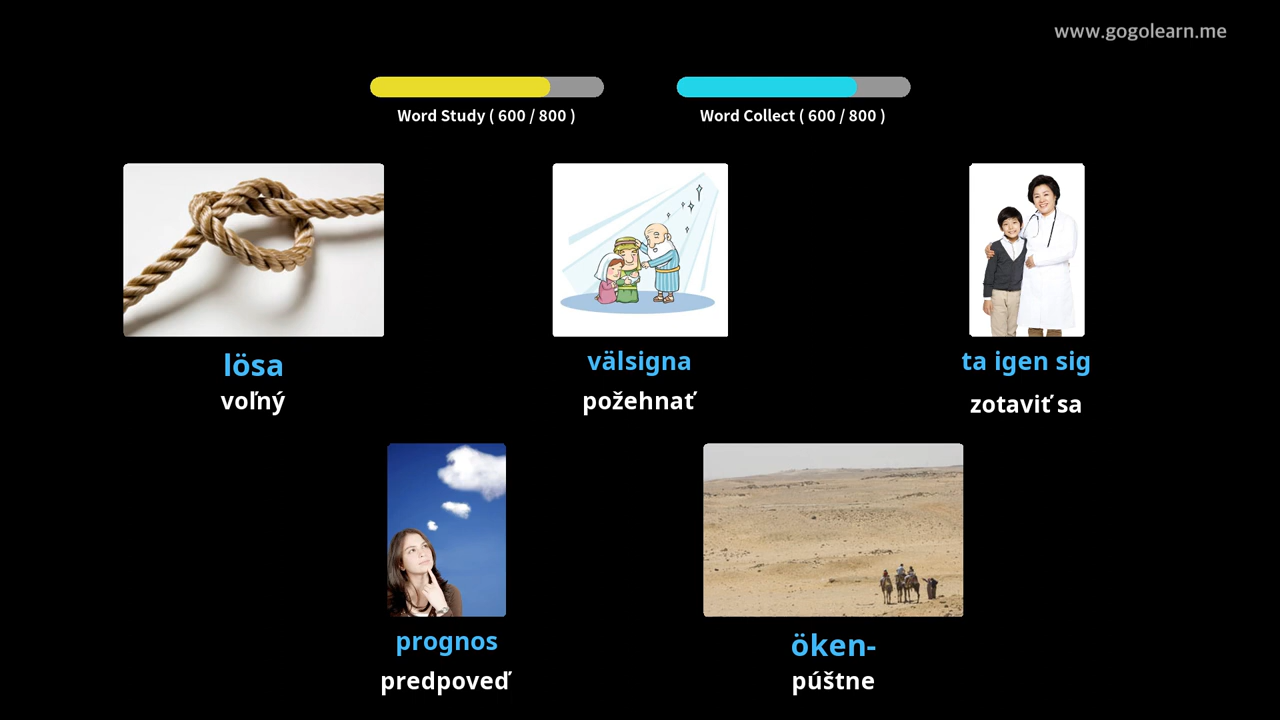 www.gogolearn.me
Word Study ( 600 / 800 )
Word Collect ( 600 / 800 )
lösa
voľný
välsigna
požehnať
ta igen sig
zotaviť sa
prognos
predpoveď
öken-
púštne